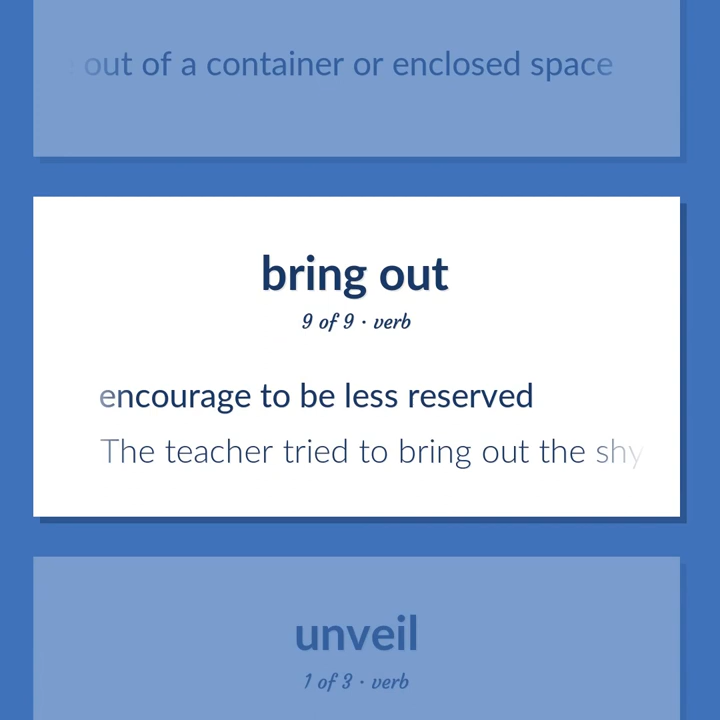 out of a container or enclosed space
bring out
9 of 9 · verb
encourage to be less reserved
The teacher tried to bring out the shy
unveil
1 of 3 · verb